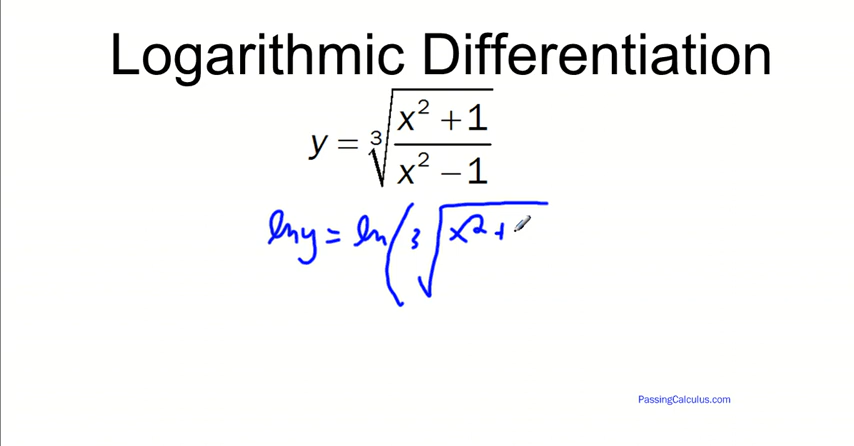 Logarithmic Differentiation
y = ∛((x² + 1)/(x² − 1))
ln y = ln(∛(x² +
PassingCalculus.com